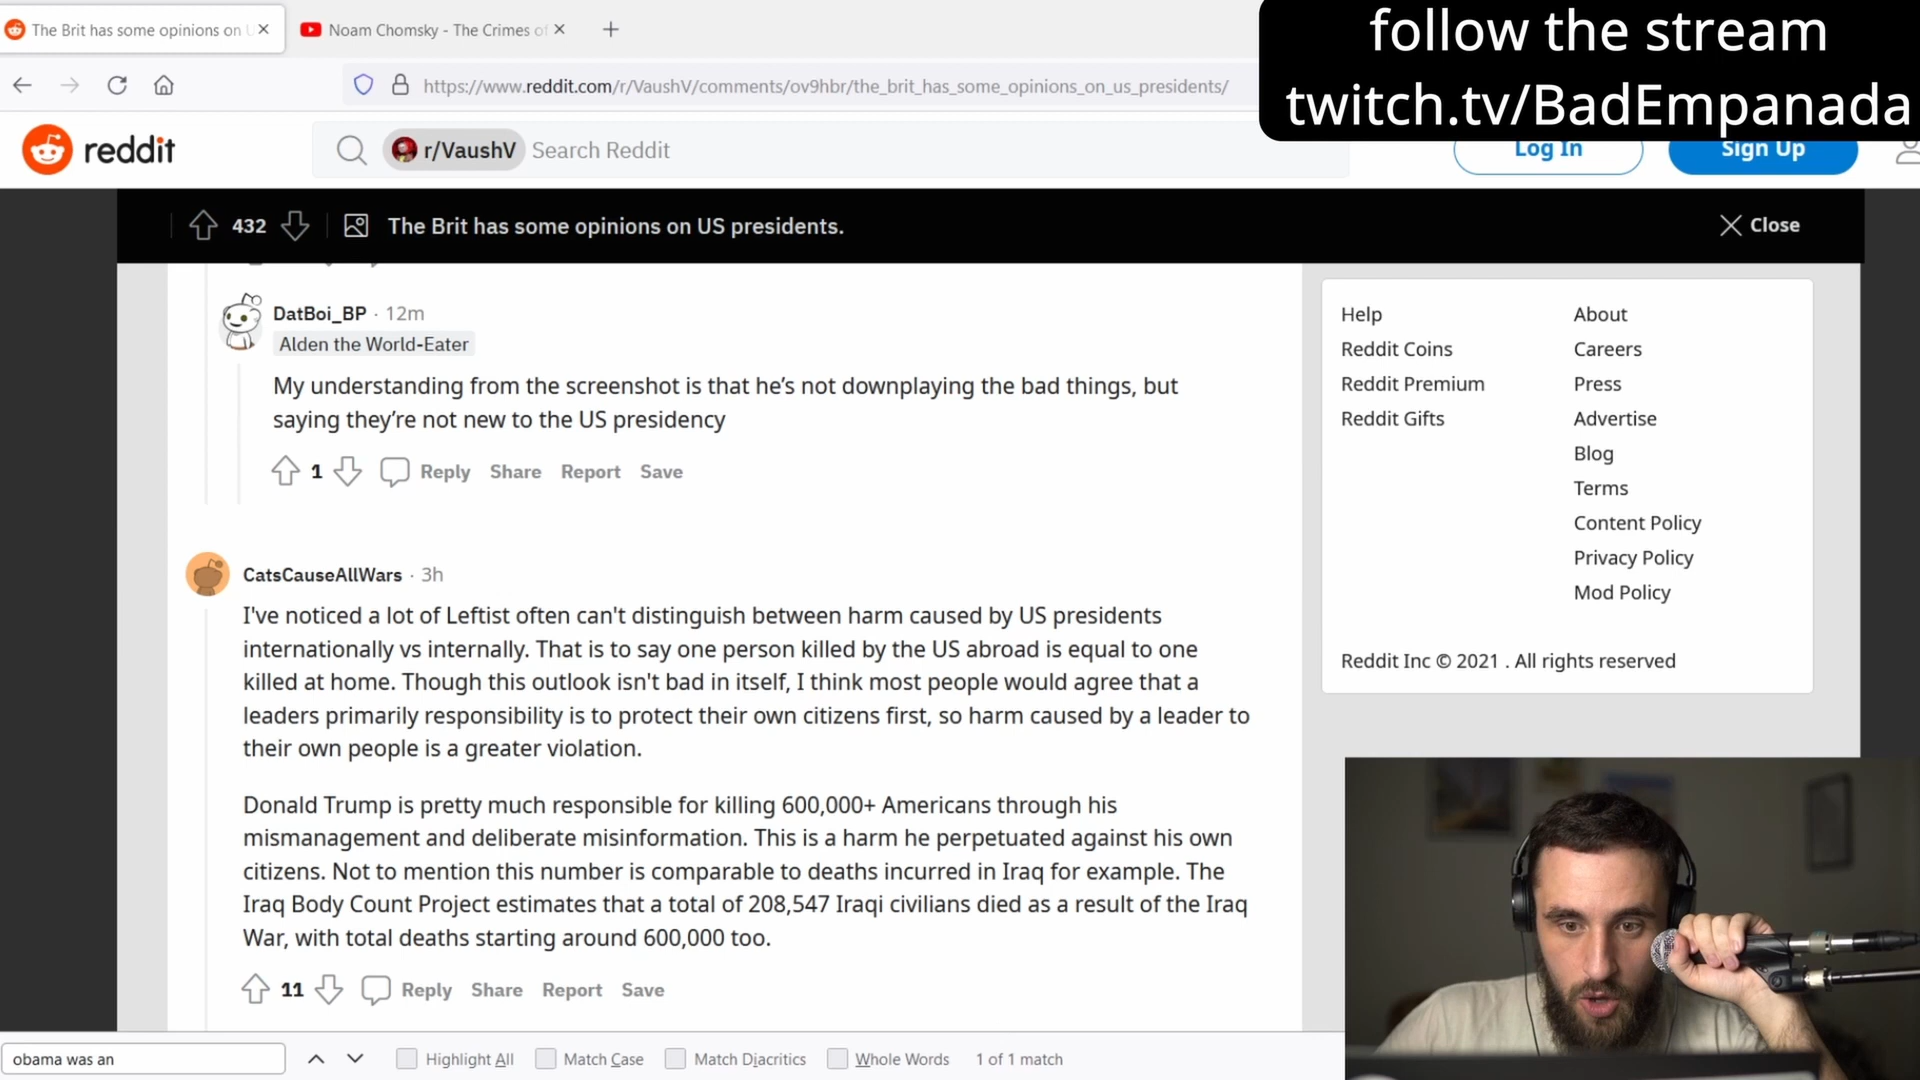 The Brit has some opinions on U
Noam Chomsky - The Crimes of
follow the stream
twitch.tv/BadEmpanada
https://www.reddit.com/r/VaushV/comments/ov9hbr/the_brit_has_some_opinions_on_us_presidents/
reddit
r/VaushV Search Reddit
Log In
Sign Up
432
The Brit has some opinions on US presidents.
Close
DatBoi_BP · 12m
Alden the World-Eater
My understanding from the screenshot is that he's not downplaying the bad things, but
saying they're not new to the US presidency
1 Reply Share Report Save
CatsCauseAllWars · 3h
I've noticed a lot of Leftist often can't distinguish between harm caused by US presidents
internationally vs internally. That is to say one person killed by the US abroad is equal to one
killed at home. Though this outlook isn't bad in itself, I think most people would agree that a
leaders primarily responsibility is to protect their own citizens first, so harm caused by a leader to
their own people is a greater violation.
Donald Trump is pretty much responsible for killing 600,000+ Americans through his
mismanagement and deliberate misinformation. This is a harm he perpetuated against his own
citizens. Not to mention this number is comparable to deaths incurred in Iraq for example. The
Iraq Body Count Project estimates that a total of 208,547 Iraqi civilians died as a result of the Iraq
War, with total deaths starting around 600,000 too.
11 Reply Share Report Save
Help
Reddit Coins
Reddit Premium
Reddit Gifts
About
Careers
Press
Advertise
Blog
Terms
Content Policy
Privacy Policy
Mod Policy
Reddit Inc © 2021 . All rights reserved
obama was an
Highlight All
Match Case
Match Diacritics
Whole Words
1 of 1 match